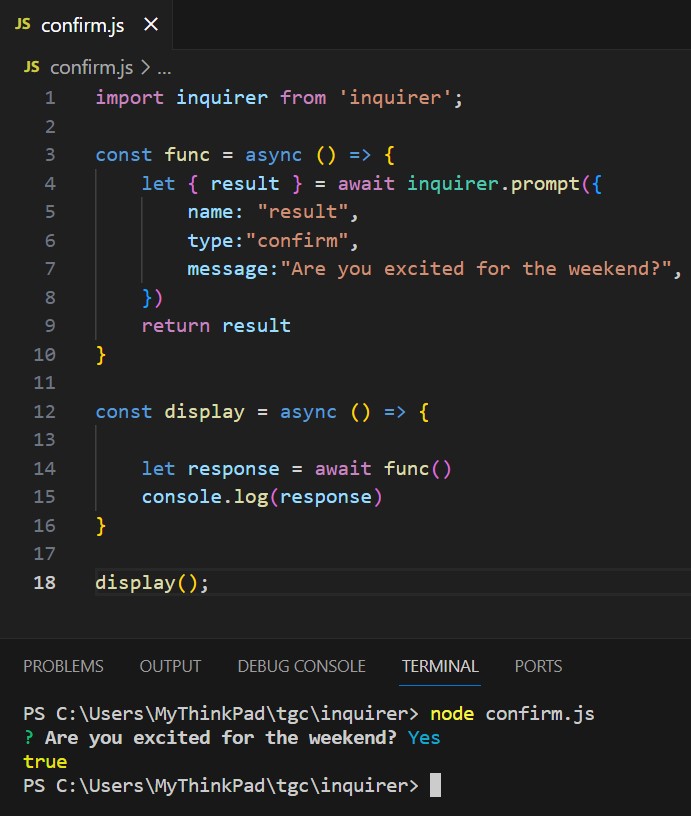 JS confirm.js ×
JS confirm.js > ...
1 import inquirer from 'inquirer';
2
3 const func = async () => {
4     let { result } = await inquirer.prompt({
5         name: "result",
6         type:"confirm",
7         message:"Are you excited for the weekend?",
8     })
9     return result
10 }
11
12 const display = async () => {
13
14     let response = await func()
15     console.log(response)
16 }
17
18 display();
PROBLEMS OUTPUT DEBUG CONSOLE TERMINAL PORTS
PS C:\Users\MyThinkPad\tgc\inquirer> node confirm.js
? Are you excited for the weekend? Yes
true
PS C:\Users\MyThinkPad\tgc\inquirer>